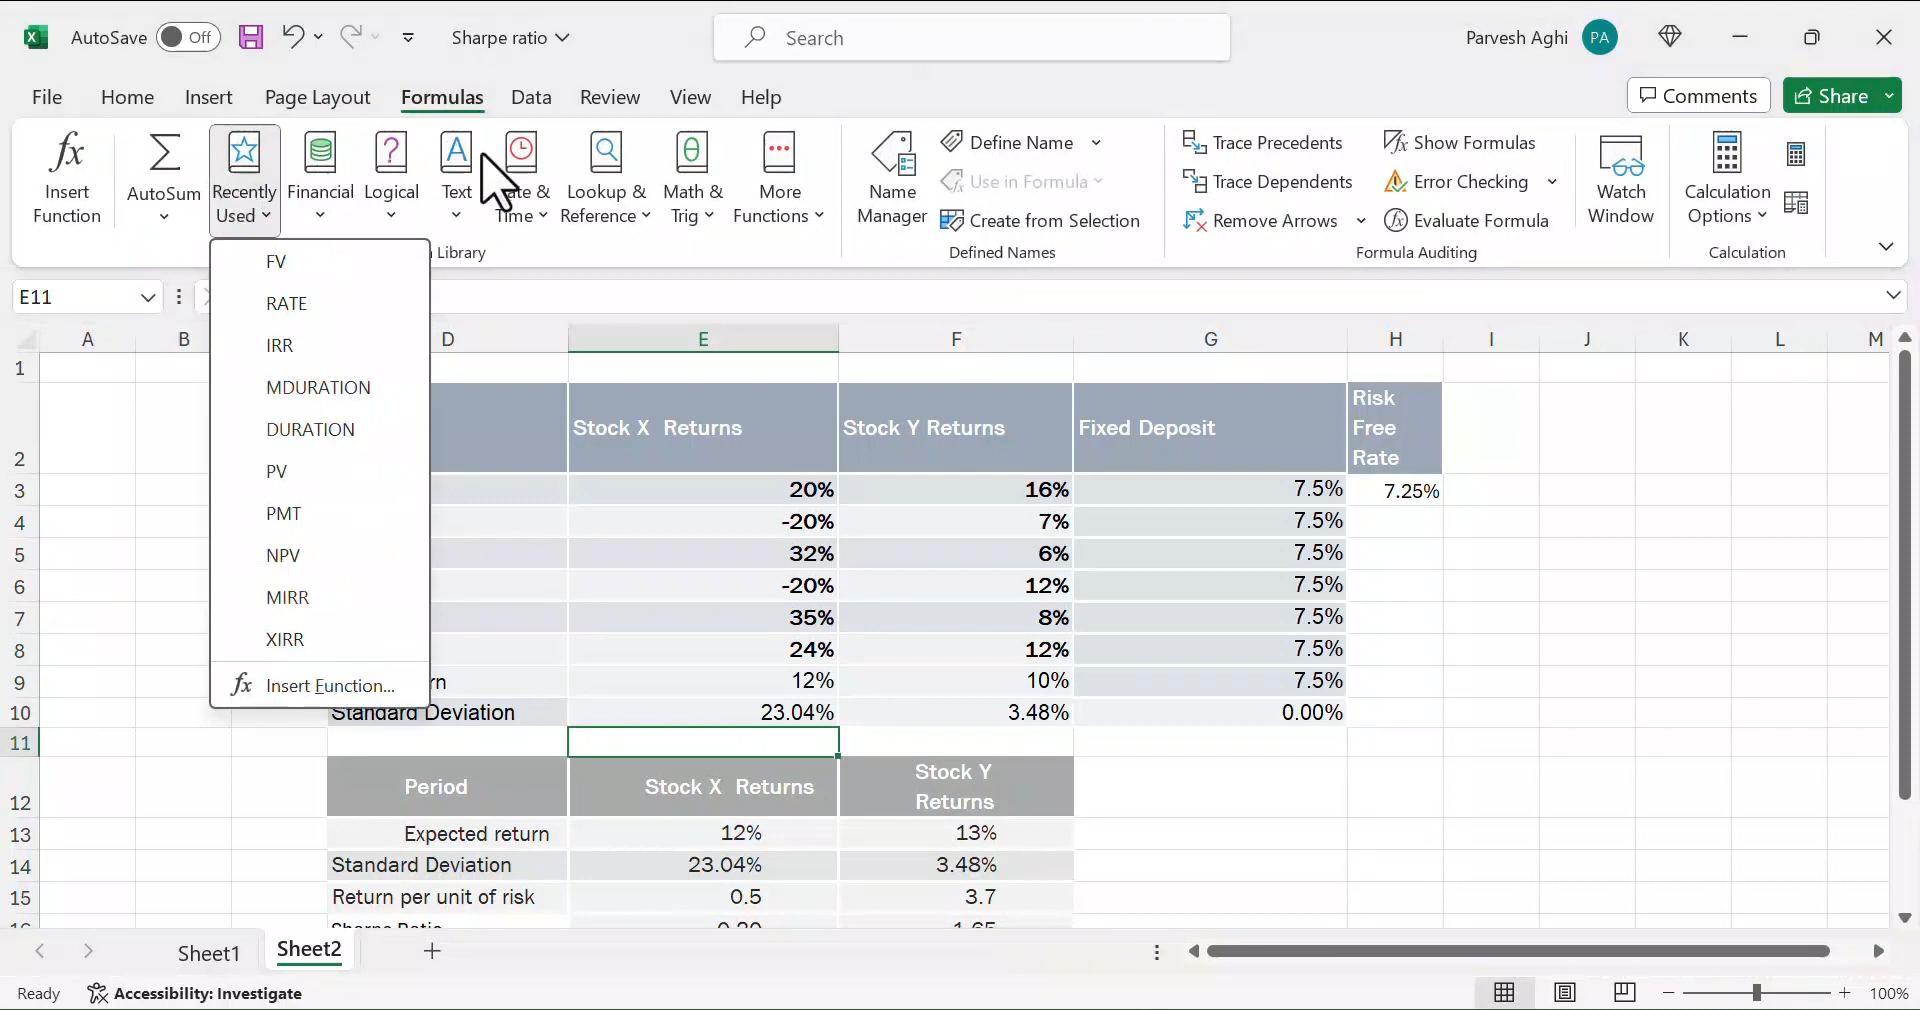 AutoSave Off Sharpe ratio Search Parvesh Aghi PA
File Home Insert Page Layout Formulas Data Review View Help Comments Share
fx
Insert
Function
AutoSum
Recently
Used
Financial
Logical
Text
Time
Lookup &
Reference
Math &
Trig
More
Functions
Name
Manager
Define Name
Use in Formula
Create from Selection
Trace Precedents
Trace Dependents
Remove Arrows
Show Formulas
Error Checking
Evaluate Formula
Watch
Window
Calculation
Options
Library Defined Names Formula Auditing Calculation
E11
FV
RATE
IRR
MDURATION
DURATION
PV
PMT
NPV
MIRR
XIRR
fx Insert Function...
A B D E F G H I J K L M
1
2 Stock X Returns Stock Y Returns Fixed Deposit Risk
Free
Rate
3 20% 16% 7.5% 7.25%
4 -20% 7% 7.5%
5 32% 6% 7.5%
6 -20% 12% 7.5%
7 35% 8% 7.5%
8 24% 12% 7.5%
9 rn 12% 10% 7.5%
10 Standard Deviation 23.04% 3.48% 0.00%
11
12 Period Stock X Returns Stock Y
Returns
13 Expected return 12% 13%
14 Standard Deviation 23.04% 3.48%
15 Return per unit of risk 0.5 3.7
Sheet1 Sheet2 +
Ready Accessibility: Investigate 100%